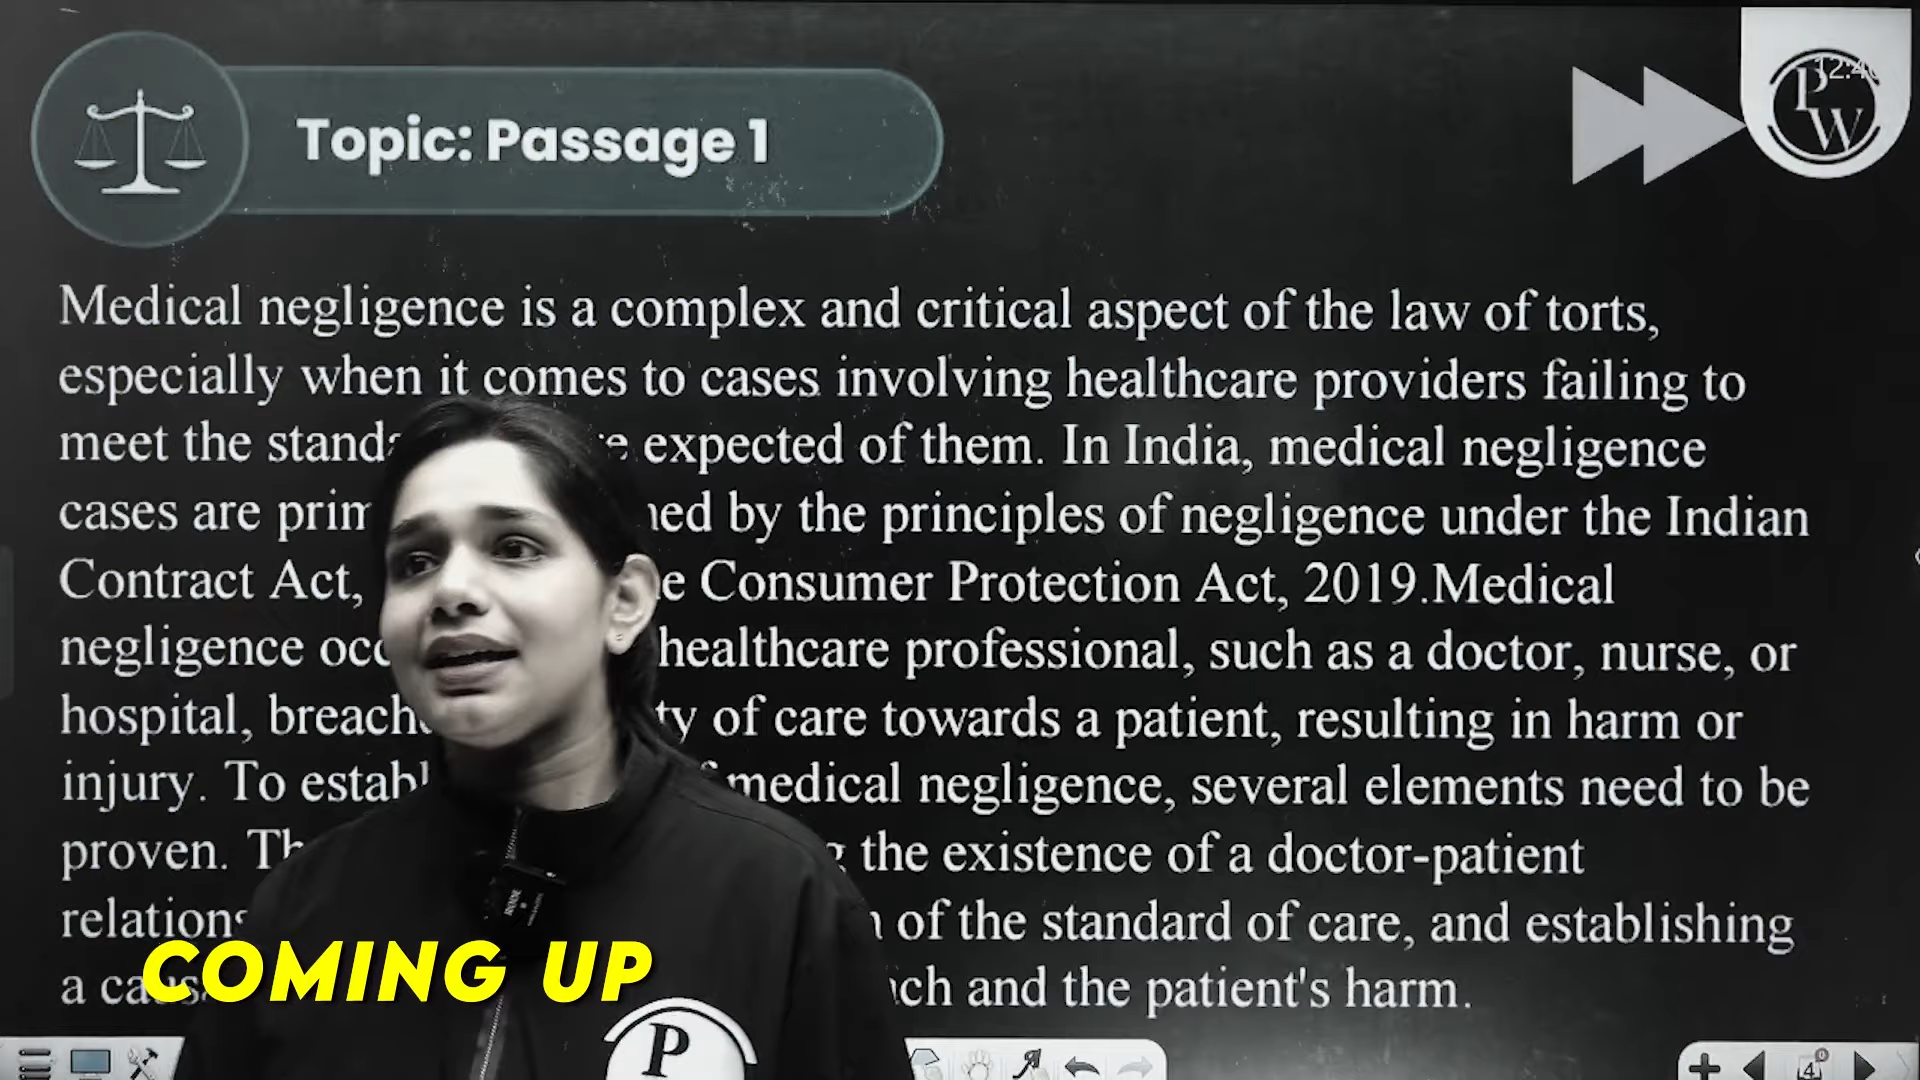 Topic: Passage 1
P
W
Medical negligence is a complex and critical aspect of the law of torts,
especially when it comes to cases involving healthcare providers failing to
meet the expected of them. In India, medical negligence
cases are by the principles of negligence under the Indian
Contract Act, Consumer Protection Act, 2019.Medical
negligence healthcare professional, such as a doctor, nurse, or
hospital, of care towards a patient, resulting in harm or
injury. To medical negligence, several elements need to be
proven. the existence of a doctor-patient
of the standard of care, and establishing
a and the patient's harm.
COMING UP
RODE
P
4